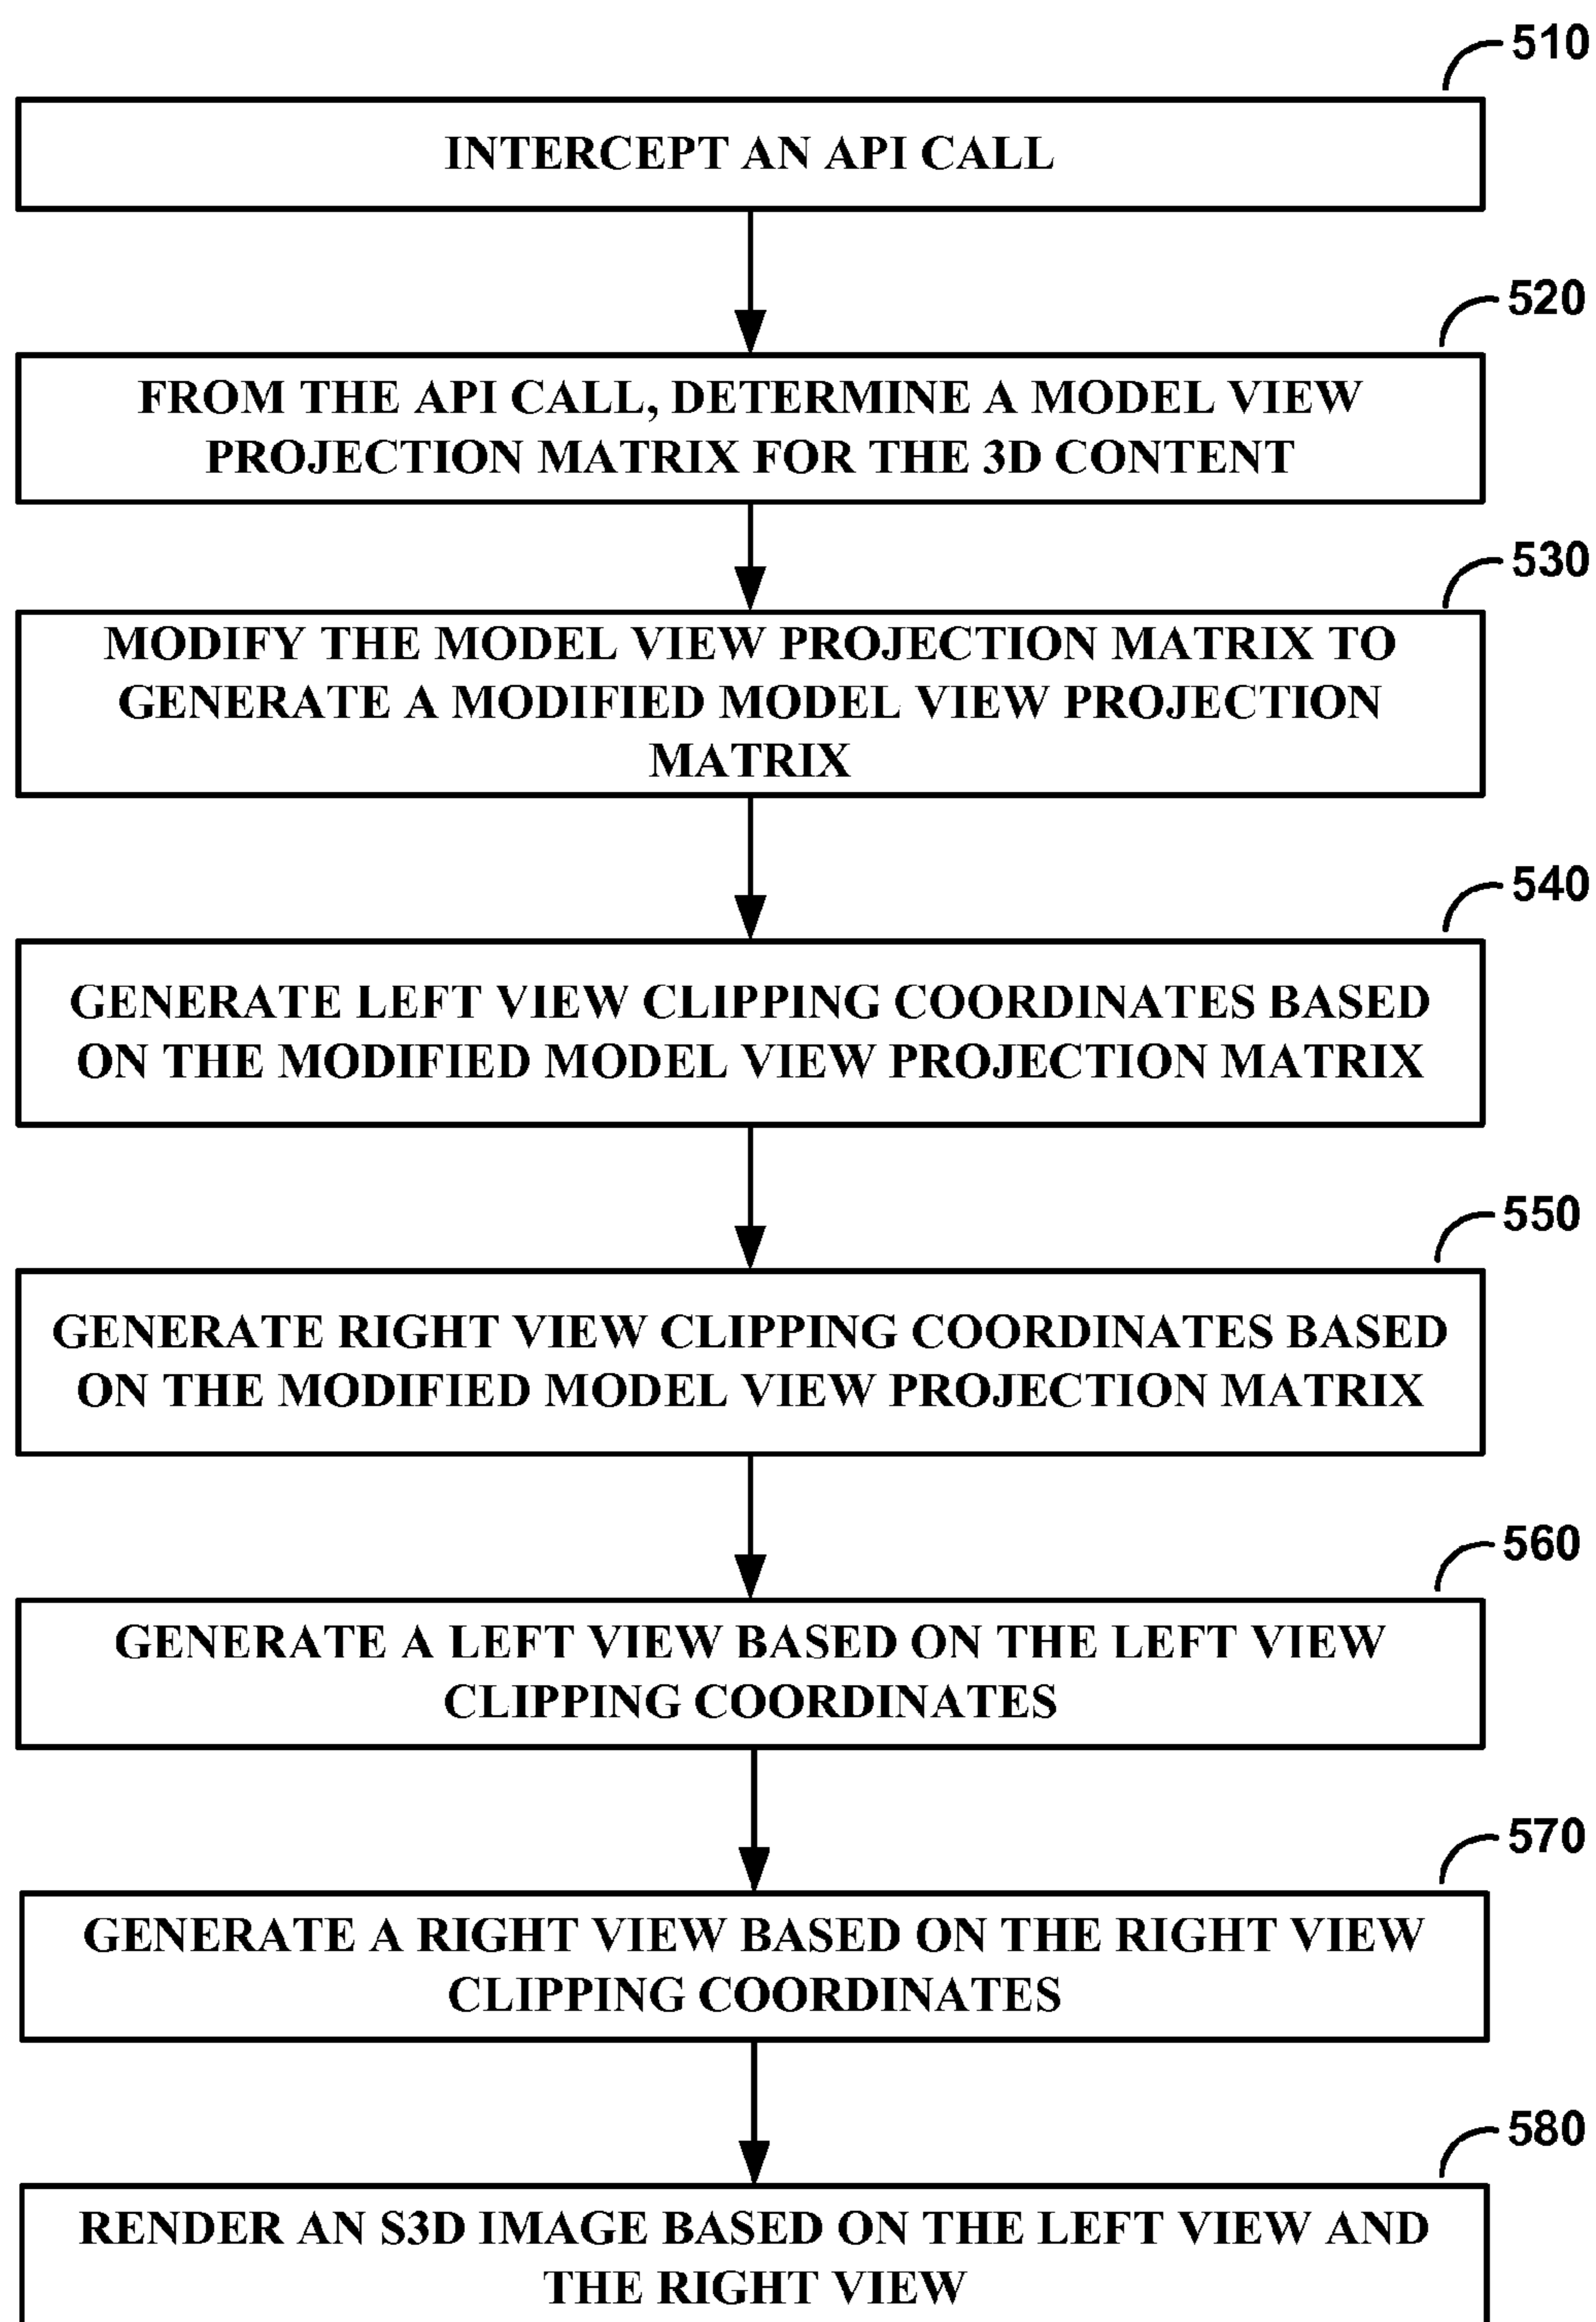 510
INTERCEPT AN API CALL
520
FROM THE API CALL, DETERMINE A MODEL VIEW
PROJECTION MATRIX FOR THE 3D CONTENT
530
MODIFY THE MODEL VIEW PROJECTION MATRIX TO
GENERATE A MODIFIED MODEL VIEW PROJECTION
MATRIX
540
GENERATE LEFT VIEW CLIPPING COORDINATES BASED
ON THE MODIFIED MODEL VIEW PROJECTION MATRIX
550
GENERATE RIGHT VIEW CLIPPING COORDINATES BASED
ON THE MODIFIED MODEL VIEW PROJECTION MATRIX
560
GENERATE A LEFT VIEW BASED ON THE LEFT VIEW
CLIPPING COORDINATES
570
GENERATE A RIGHT VIEW BASED ON THE RIGHT VIEW
CLIPPING COORDINATES
580
RENDER AN S3D IMAGE BASED ON THE LEFT VIEW AND
THE RIGHT VIEW